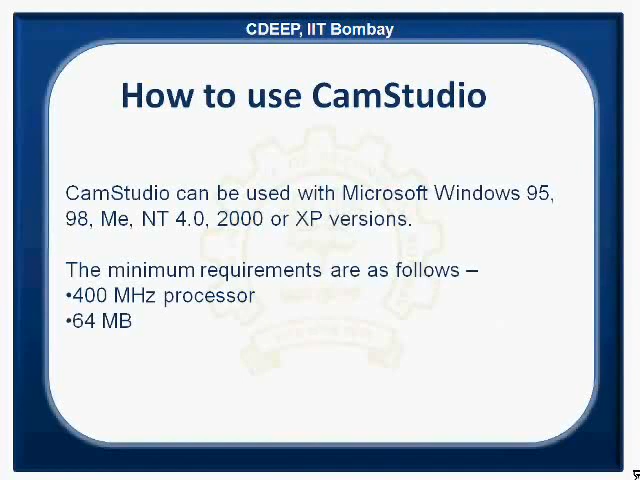 CDEEP, IIT Bombay
How to use CamStudio
CamStudio can be used with Microsoft Windows 95,
98, Me, NT 4.0, 2000 or XP versions.
The minimum requirements are as follows –
•400 MHz processor
•64 MB